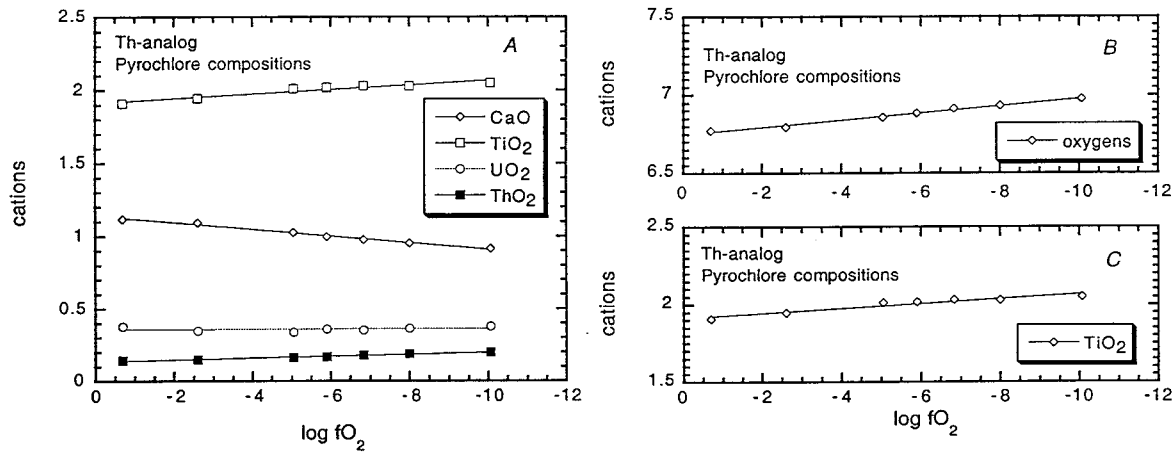 2.5
2
1.5
1
0.5
0
cations
Th-analog
Pyrochlore compositions
A
CaO
TiO2
UO2
ThO2
0 -2 -4 -6 -8 -10 -12
log fO2
7.5
7
6.5
cations
Th-analog
Pyrochlore compositions
B
oxygens
0 -2 -4 -6 -8 -10 -12
2.5
2
1.5
cations
Th-analog
Pyrochlore compositions
C
TiO2
0 -2 -4 -6 -8 -10 -12
log fO2